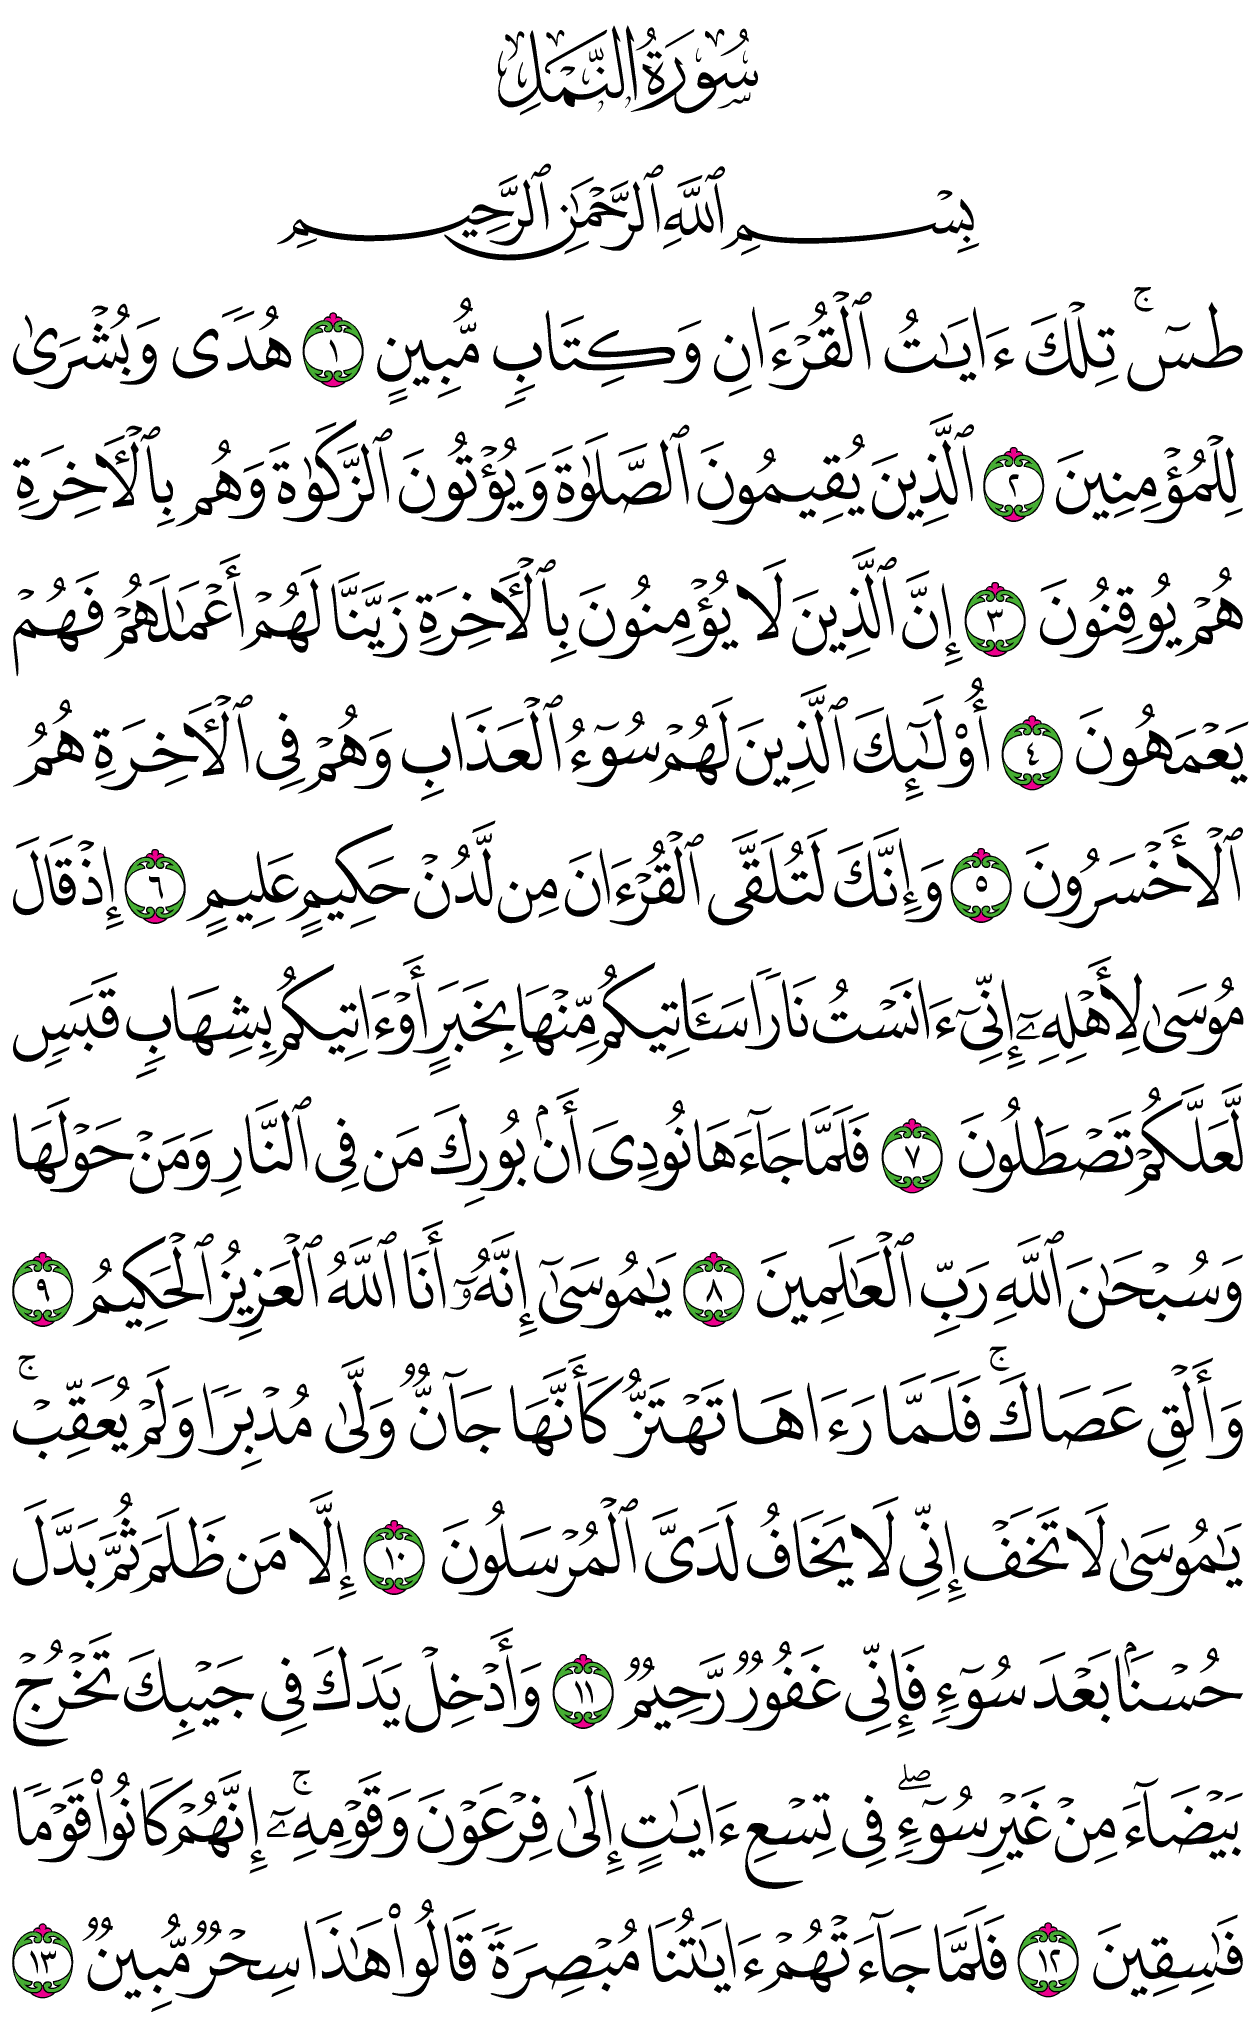 سُورَةُ النَّمْلِ
بِسْمِ ٱللَّهِ ٱلرَّحْمَٰنِ ٱلرَّحِيمِ
طسٓۚ تِلْكَ ءَايَٰتُ ٱلْقُرْءَانِ وَكِتَابٍ مُّبِينٍ ١ هُدًى وَبُشْرَىٰ
لِلْمُؤْمِنِينَ ٢ ٱلَّذِينَ يُقِيمُونَ ٱلصَّلَوٰةَ وَيُؤْتُونَ ٱلزَّكَوٰةَ وَهُم بِٱلْأٓخِرَةِ
هُمْ يُوقِنُونَ ٣ إِنَّ ٱلَّذِينَ لَا يُؤْمِنُونَ بِٱلْأٓخِرَةِ زَيَّنَّا لَهُمْ أَعْمَٰلَهُمْ فَهُمْ
يَعْمَهُونَ ٤ أُوْلَٰٓئِكَ ٱلَّذِينَ لَهُمْ سُوٓءُ ٱلْعَذَابِ وَهُمْ فِى ٱلْأٓخِرَةِ هُمُ
ٱلْأَخْسَرُونَ ٥ وَإِنَّكَ لَتُلَقَّى ٱلْقُرْءَانَ مِن لَّدُنْ حَكِيمٍ عَلِيمٍ ٦ إِذْ قَالَ
مُوسَىٰ لِأَهْلِهِۦٓ إِنِّىٓ ءَانَسْتُ نَارًا سَـَٔاتِيكُم مِّنْهَا بِخَبَرٍ أَوْ ءَاتِيكُم بِشِهَابٍ قَبَسٍ
لَّعَلَّكُمْ تَصْطَلُونَ ٧ فَلَمَّا جَآءَهَا نُودِىَ أَنۢ بُورِكَ مَن فِى ٱلنَّارِ وَمَنْ حَوْلَهَا
وَسُبْحَٰنَ ٱللَّهِ رَبِّ ٱلْعَٰلَمِينَ ٨ يَٰمُوسَىٰٓ إِنَّهُۥٓ أَنَا ٱللَّهُ ٱلْعَزِيزُ ٱلْحَكِيمُ ٩
وَأَلْقِ عَصَاكَۚ فَلَمَّا رَءَاهَا تَهْتَزُّ كَأَنَّهَا جَآنٌّ وَلَّىٰ مُدْبِرًا وَلَمْ يُعَقِّبْۚ
يَٰمُوسَىٰ لَا تَخَفْ إِنِّى لَا يَخَافُ لَدَىَّ ٱلْمُرْسَلُونَ ١٠ إِلَّا مَن ظَلَمَ ثُمَّ بَدَّلَ
حُسْنًۢا بَعْدَ سُوٓءٍ فَإِنِّى غَفُورٌ رَّحِيمٌ ١١ وَأَدْخِلْ يَدَكَ فِى جَيْبِكَ تَخْرُجْ
بَيْضَآءَ مِنْ غَيْرِ سُوٓءٍۖ فِى تِسْعِ ءَايَٰتٍ إِلَىٰ فِرْعَوْنَ وَقَوْمِهِۦٓۚ إِنَّهُمْ كَانُوا۟ قَوْمًا
فَٰسِقِينَ ١٢ فَلَمَّا جَآءَتْهُمْ ءَايَٰتُنَا مُبْصِرَةً قَالُوا۟ هَٰذَا سِحْرٌ مُّبِينٌ ١٣